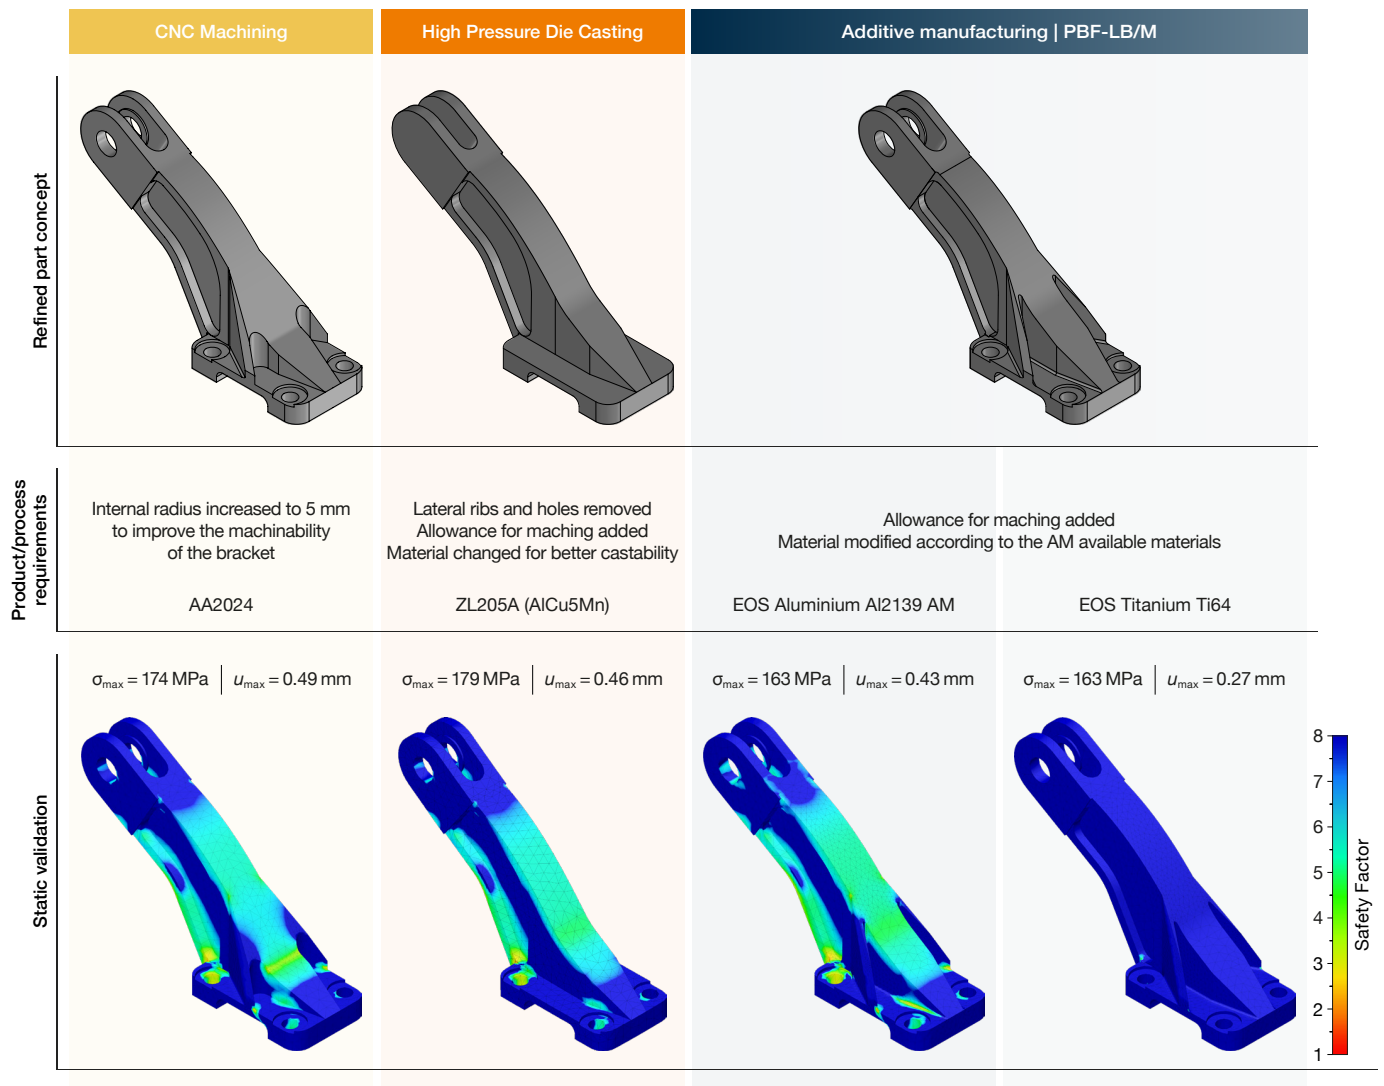 CNC Machining
High Pressure Die Casting
Additive manufacturing | PBF-LB/M
Refined part concept
Product/process
requirements
Internal radius increased to 5 mm
to improve the machinability
of the bracket
AA2024
Lateral ribs and holes removed
Allowance for maching added
Material changed for better castability
ZL205A (AlCu5Mn)
Allowance for maching added
Material modified according to the AM available materials
EOS Aluminium Al2139 AM
EOS Titanium Ti64
Static validation
σmax = 174 MPa | umax = 0.49 mm
σmax = 179 MPa | umax = 0.46 mm
σmax = 163 MPa | umax = 0.43 mm
σmax = 163 MPa | umax = 0.27 mm
8
7
6
5
4
3
2
1
Safety Factor